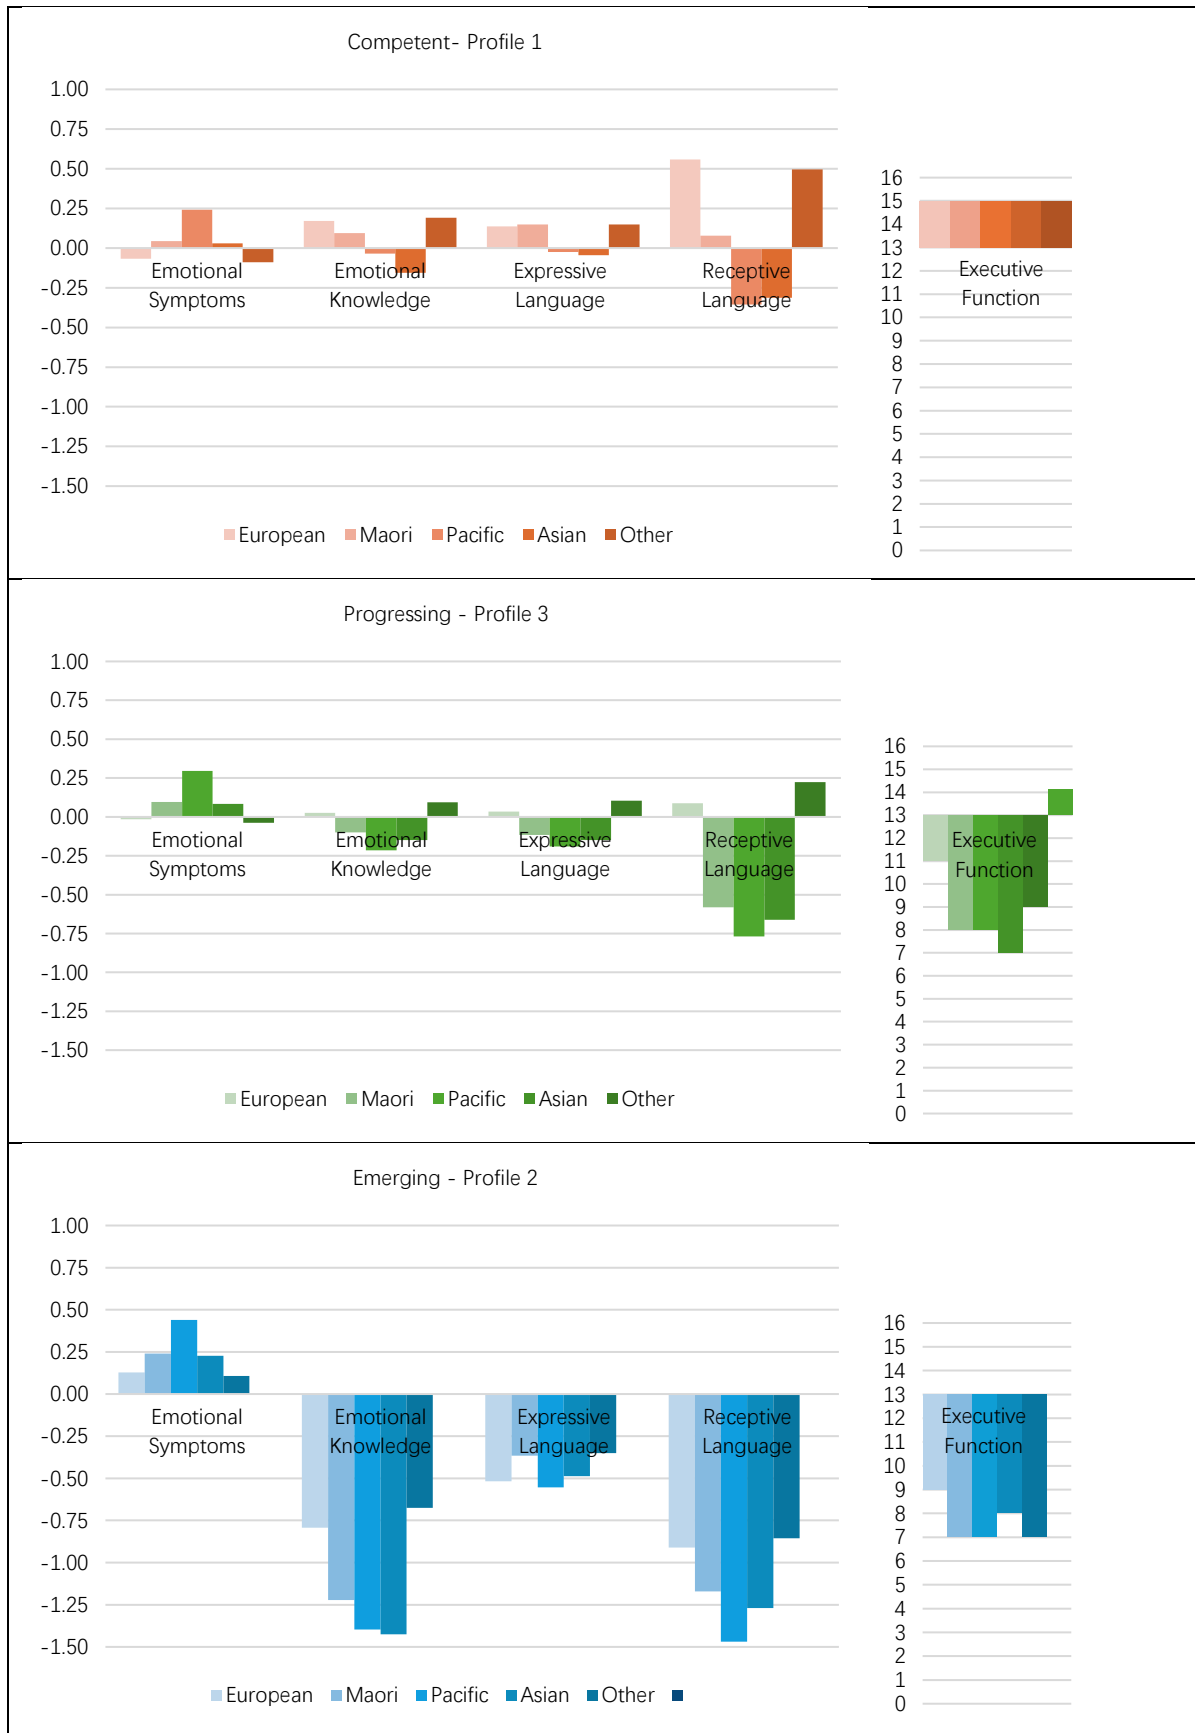 Competent- Profile 1
1.00
0.75
0.50
0.25
0.00
-0.25
-0.50
-0.75
-1.00
-1.25
-1.50
Emotional
Symptoms
Emotional
Knowledge
Expressive
Language
Receptive
Language
European Maori Pacific Asian Other
16
15
14
13
12
11
10
9
8
7
6
5
4
3
2
1
0
Executive
Function
Progressing - Profile 3
1.00
0.75
0.50
0.25
0.00
-0.25
-0.50
-0.75
-1.00
-1.25
-1.50
Emotional
Symptoms
Emotional
Knowledge
Expressive
Language
Receptive
Language
European Maori Pacific Asian Other
16
15
14
13
12
11
10
9
8
7
6
5
4
3
2
1
0
Executive
Function
Emerging - Profile 2
1.00
0.75
0.50
0.25
0.00
-0.25
-0.50
-0.75
-1.00
-1.25
-1.50
Emotional
Symptoms
Emotional
Knowledge
Expressive
Language
Receptive
Language
European Maori Pacific Asian Other
16
15
14
13
12
11
10
9
8
7
6
5
4
3
2
1
0
Executive
Function